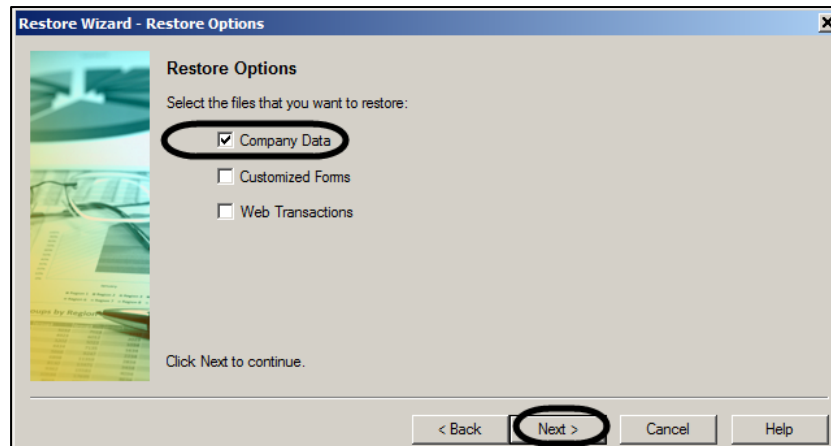 Restore Wizard - Restore Options
Restore Options
Select the files that you want to restore:
Company Data
Customized Forms
Web Transactions
Click Next to continue.
< Back Next > Cancel Help